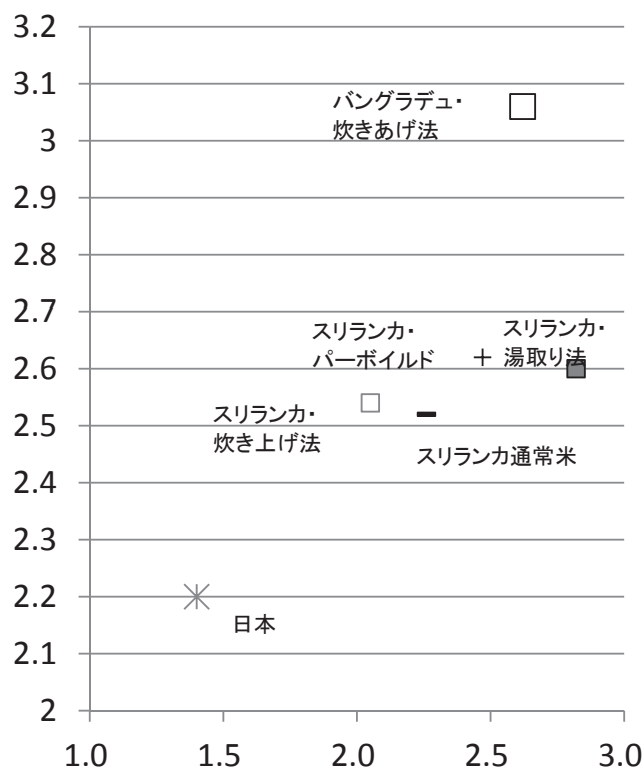 3.2
3.1
3
2.9
2.8
2.7
2.6
2.5
2.4
2.3
2.2
2.1
2
バングラデュ・
炊きあげ法
スリランカ・
パーボイルド
スリランカ・
湯取り法
スリランカ・
炊き上げ法
スリランカ通常米
日本
1.0
1.5
2.0
2.5
3.0